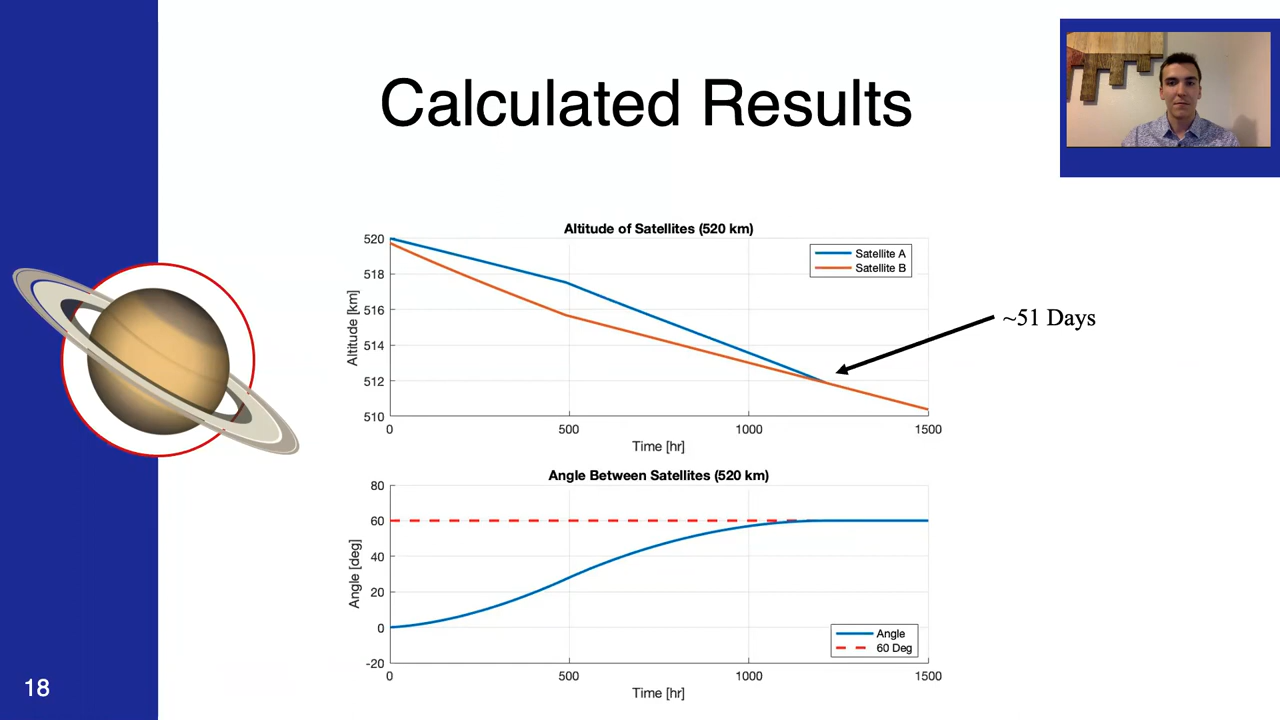 Calculated Results
Altitude of Satellites (520 km)
Satellite A
Satellite B
Altitude [km]
520
518
516
514
512
510
0
500
1000
1500
Time [hr]
~51 Days
Angle Between Satellites (520 km)
Angle [deg]
80
60
40
20
0
-20
Angle
60 Deg
0
500
1000
1500
Time [hr]
18